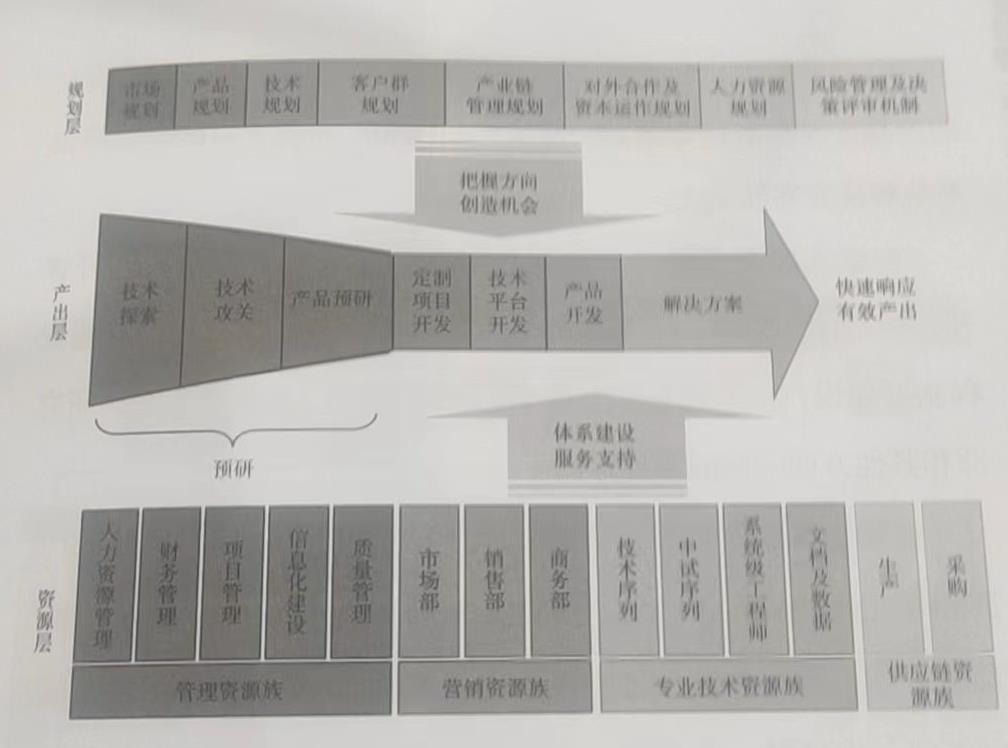 规划层
市场
规划
产品
规划
技术
规划
客户群
规划
产业链
管理规划
对外合作及
资本运作规划
人力资源
规划
风险管理及决
策评审机制
把握方向
创造机会
产出层
技术
探索
技术
攻关
产品预研
定制
项目
开发
技术
平台
开发
产品
开发
解决方案
快速响应
有效产出
预研
体系建设
服务支持
资源层
人力资源管理
财务管理
项目管理
信息化建设
质量管理
市场部
销售部
商务部
技术序列
中试序列
系统级工程师
文档及数据
生产
采购
管理资源族
营销资源族
专业技术资源族
供应链资
源族